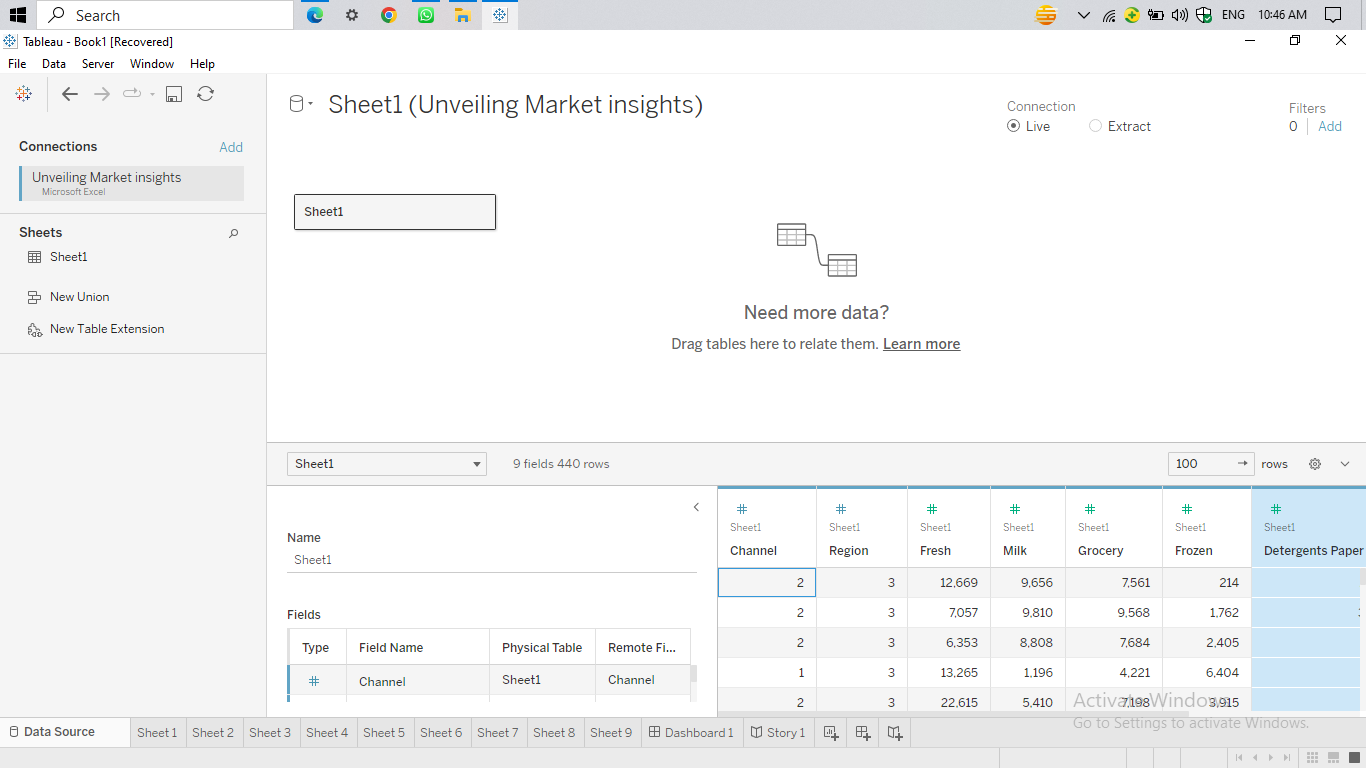 Search
ENG 10:46 AM
Tableau - Book1 [Recovered]
File Data Server Window Help
Connections Add
Unveiling Market insights
Microsoft Excel
Sheets
Sheet1
New Union
New Table Extension
Sheet1 (Unveiling Market insights)
Connection
Live Extract
Filters
0 Add
Sheet1
Need more data?
Drag tables here to relate them. Learn more
Sheet1 9 fields 440 rows 100 rows
Name
Sheet1
Fields
Type Field Name Physical Table Remote Fi...
# Channel Sheet1 Channel
# # # # # # #
Sheet1 Sheet1 Sheet1 Sheet1 Sheet1 Sheet1 Sheet1
Channel Region Fresh Milk Grocery Frozen Detergents Paper
2 3 12,669 9,656 7,561 214
2 3 7,057 9,810 9,568 1,762
2 3 6,353 8,808 7,684 2,405
1 3 13,265 1,196 4,221 6,404
2 3 22,615 5,410 7,198 3,915
Activate Windows
Go to Settings to activate Windows.
Data Source Sheet 1 Sheet 2 Sheet 3 Sheet 4 Sheet 5 Sheet 6 Sheet 7 Sheet 8 Sheet 9 Dashboard 1 Story 1